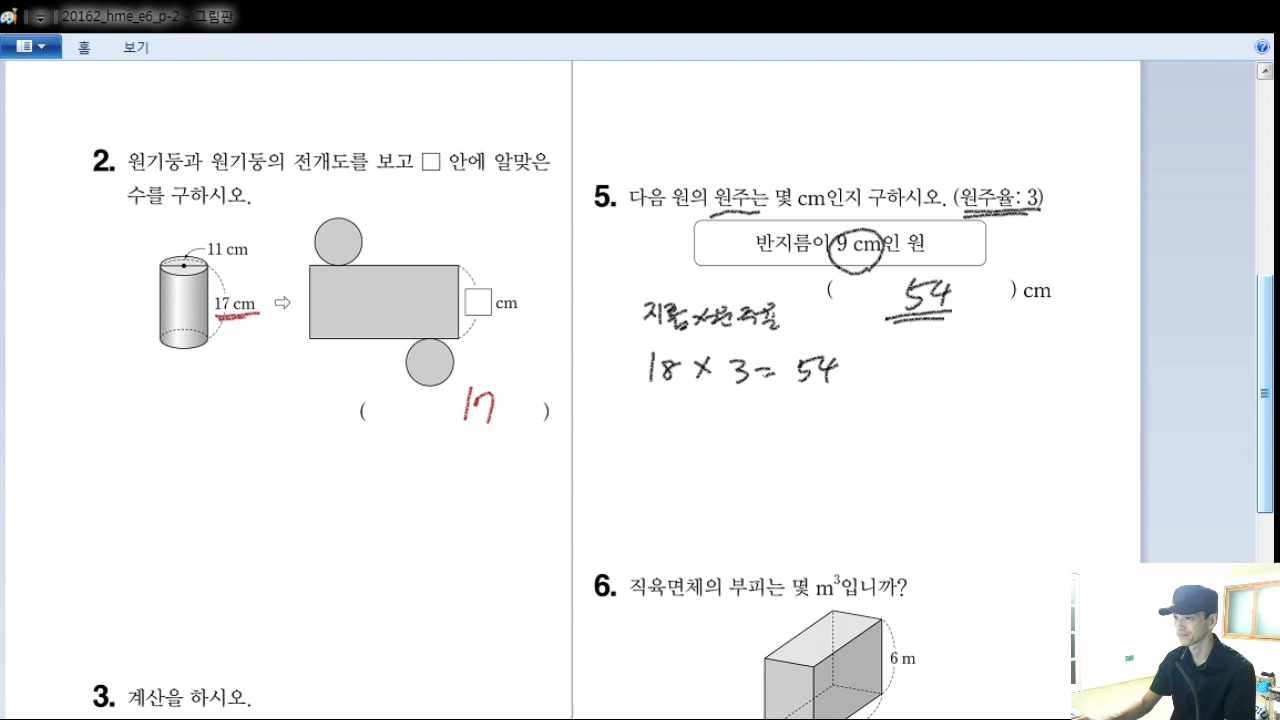 20162_hme_e6_p-2 - 그림판
홈 보기
2. 원기둥과 원기둥의 전개도를 보고 □ 안에 알맞은
수를 구하시오.
11 cm
17 cm ⇨ □ cm
( 17 )
3. 계산을 하시오.
5. 다음 원의 원주는 몇 cm인지 구하시오. (원주율: 3)
반지름이 9 cm인 원
( 54 ) cm
지름 ×
18 × 3 = 54
6. 직육면체의 부피는 몇 m³입니까?
6 m